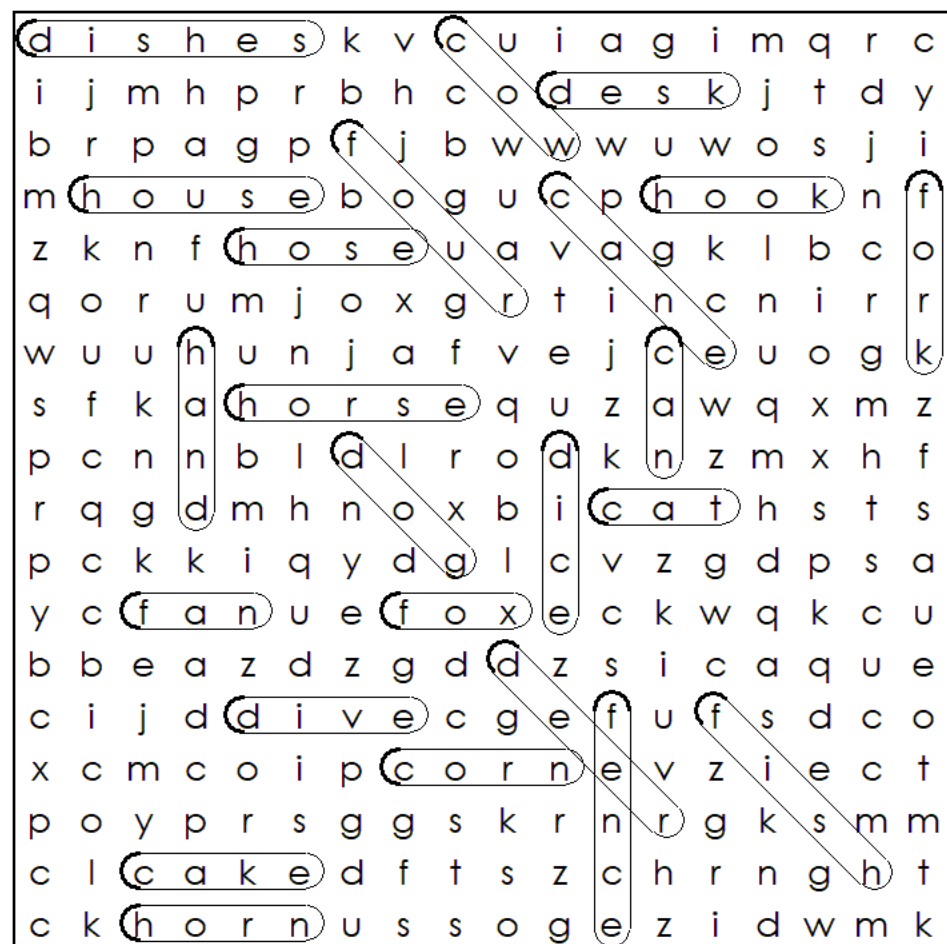 d i s h e s k v c u i a g i m q r c
i j m h p r b h c o d e s k j t d y
b r p a g p f j b w w w u w o s j i
m h o u s e b o g u c p h o o k n f
z k n f h o s e u a v a g k l b c o
q o r u m j o x g r t i n c n i r r
w u u h u n j a f v e j c e u o g k
s f k a h o r s e q u z a w q x m z
p c n n b l d l r o d k n z m x h f
r q g d m h n o x b i c a t h s t s
p c k k i q y d g l c v z g d p s a
y c f a n u e f o x e c k w q k c u
b b e a z d z g d d z s i c a q u e
c i j d d i v e c g e f u f s d c o
x c m c o i p c o r n e v z i e c t
p o y p r s g g s k r n r g k s m m
c l c a k e d f t s z c h r n g h t
c k h o r n u s s o g e z i d w m k